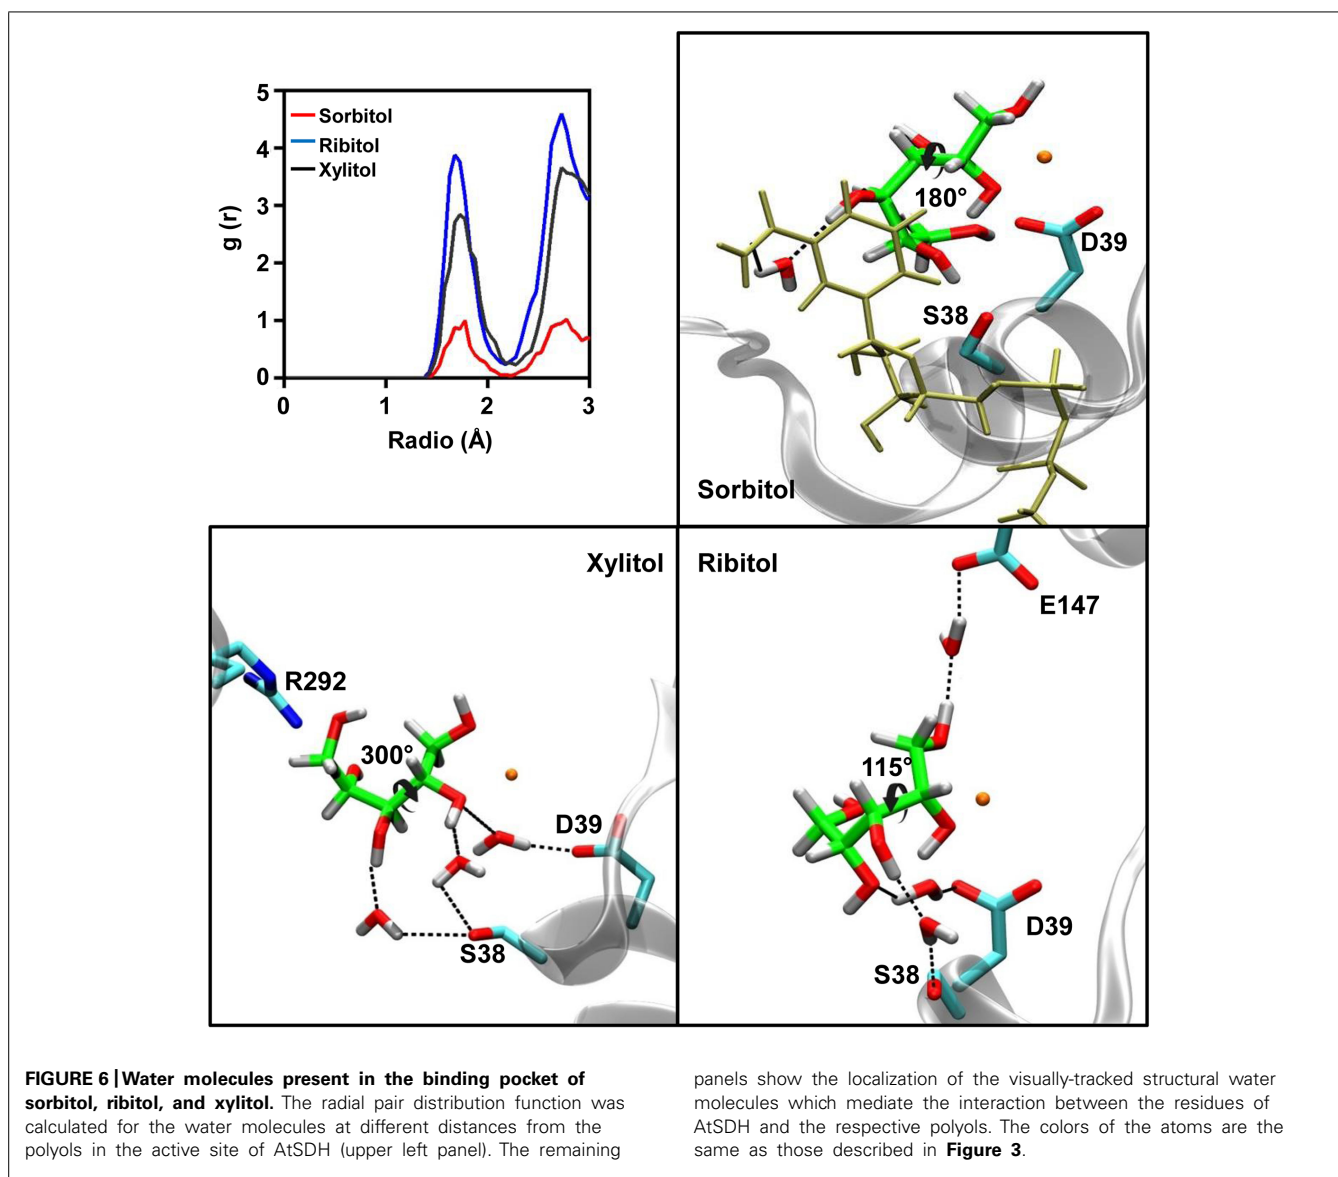 5
4
3
2
1
0
g (r)
Sorbitol
Ribitol
Xylitol
0 1 2 3
Radio (Å)
180°
D39
S38
Sorbitol
Xylitol
R292
300°
D39
S38
Ribitol
E147
115°
D39
S38
FIGURE 6 | Water molecules present in the binding pocket of
sorbitol, ribitol, and xylitol. The radial pair distribution function was
calculated for the water molecules at different distances from the
polyols in the active site of AtSDH (upper left panel). The remaining
panels show the localization of the visually-tracked structural water
molecules which mediate the interaction between the residues of
AtSDH and the respective polyols. The colors of the atoms are the
same as those described in Figure 3.